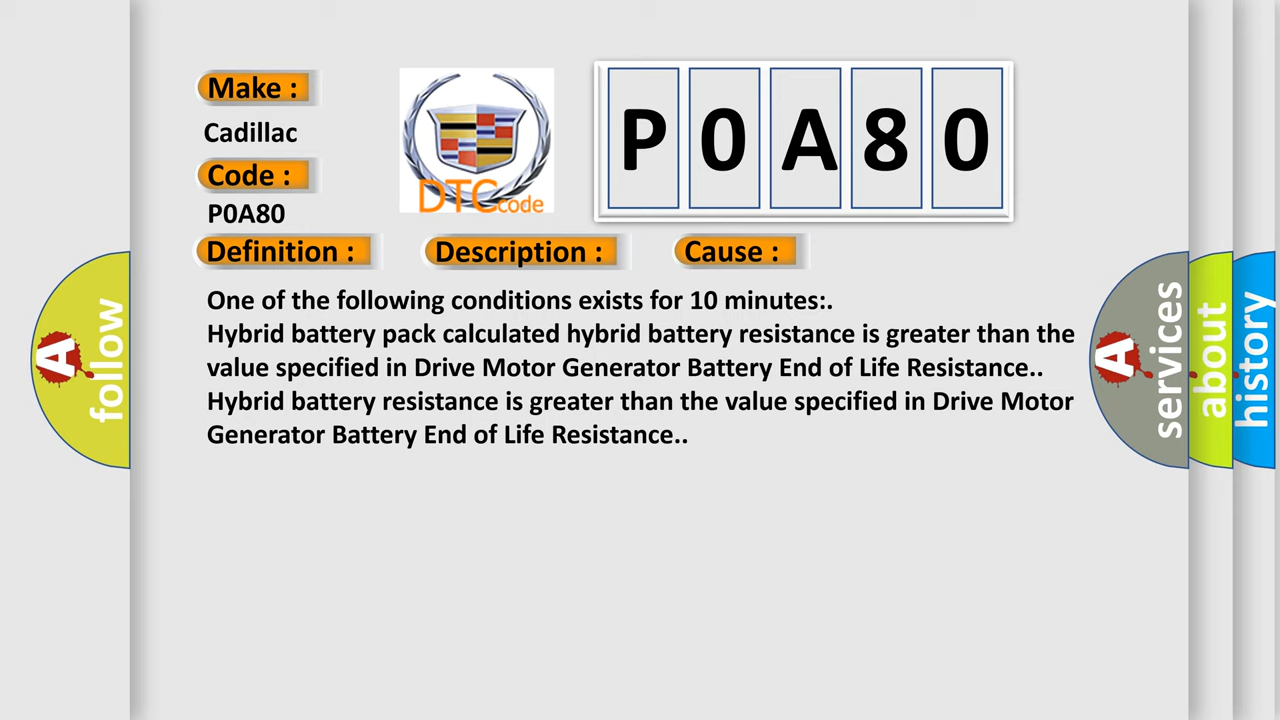 Make :
Cadillac
Code :
P0A80
DTCcode
P 0 A 8 0
Definition :
Description :
Cause :
One of the following conditions exists for 10 minutes:.
Hybrid battery pack calculated hybrid battery resistance is greater than the
value specified in Drive Motor Generator Battery End of Life Resistance..
Hybrid battery resistance is greater than the value specified in Drive Motor
Generator Battery End of Life Resistance..
A follow
A services
about
history